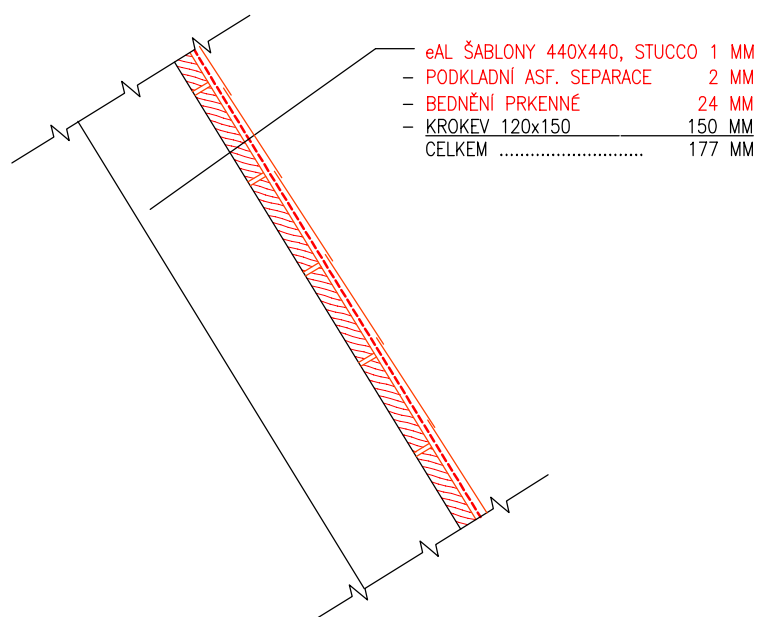 eAL ŠABLONY 440X440, STUCCO 1 MM
- PODKLADNÍ ASF. SEPARACE 2 MM
- BEDNĚNÍ PRKENNÉ 24 MM
- KROKEV 120x150 150 MM
CELKEM ........................... 177 MM